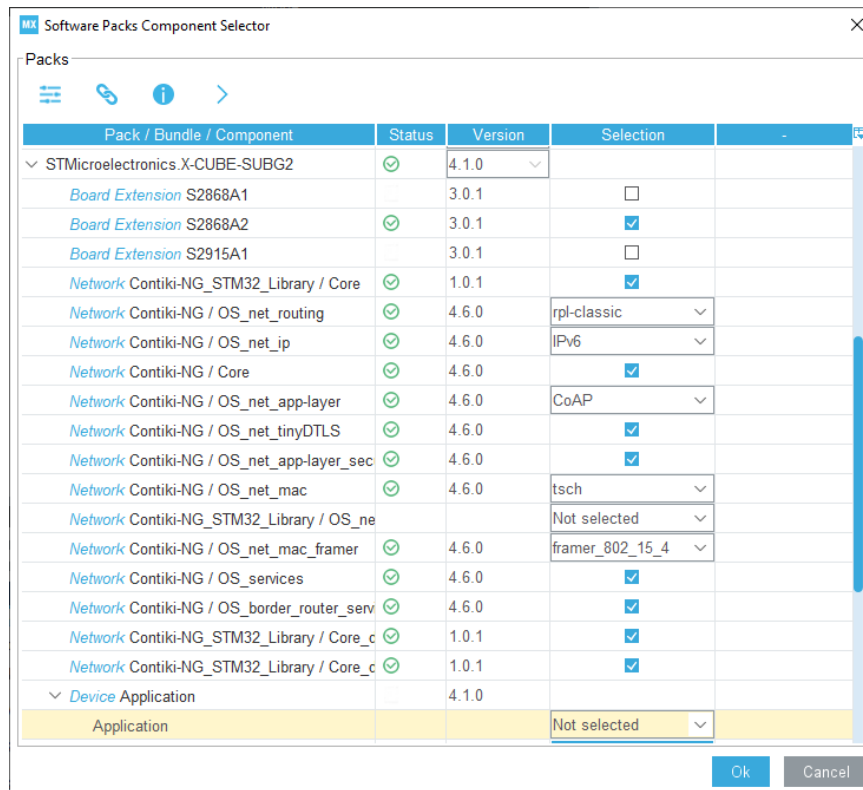 MX Software Packs Component Selector
Packs
Pack / Bundle / Component Status Version Selection -
STMicroelectronics.X-CUBE-SUBG2 4.1.0
Board Extension S2868A1 3.0.1
Board Extension S2868A2 3.0.1
Board Extension S2915A1 3.0.1
Network Contiki-NG_STM32_Library / Core 1.0.1
Network Contiki-NG / OS_net_routing 4.6.0 rpl-classic
Network Contiki-NG / OS_net_ip 4.6.0 IPv6
Network Contiki-NG / Core 4.6.0
Network Contiki-NG / OS_net_app-layer 4.6.0 CoAP
Network Contiki-NG / OS_net_tinyDTLS 4.6.0
Network Contiki-NG / OS_net_app-layer_sec 4.6.0
Network Contiki-NG / OS_net_mac 4.6.0 tsch
Network Contiki-NG_STM32_Library / OS_ne Not selected
Network Contiki-NG / OS_net_mac_framer 4.6.0 framer_802_15_4
Network Contiki-NG / OS_services 4.6.0
Network Contiki-NG / OS_border_router_serv 4.6.0
Network Contiki-NG_STM32_Library / Core_c 1.0.1
Network Contiki-NG_STM32_Library / Core_c 1.0.1
Device Application 4.1.0
Application Not selected
Ok Cancel